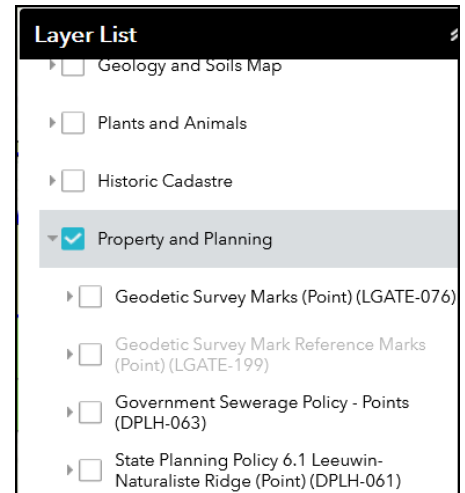 Layer List
Geology and Soils Map
Plants and Animals
Historic Cadastre
Property and Planning
Geodetic Survey Marks (Point) (LGATE-076)
Geodetic Survey Mark Reference Marks
(Point) (LGATE-199)
Government Sewerage Policy - Points
(DPLH-063)
State Planning Policy 6.1 Leeuwin-
Naturaliste Ridge (Point) (DPLH-061)